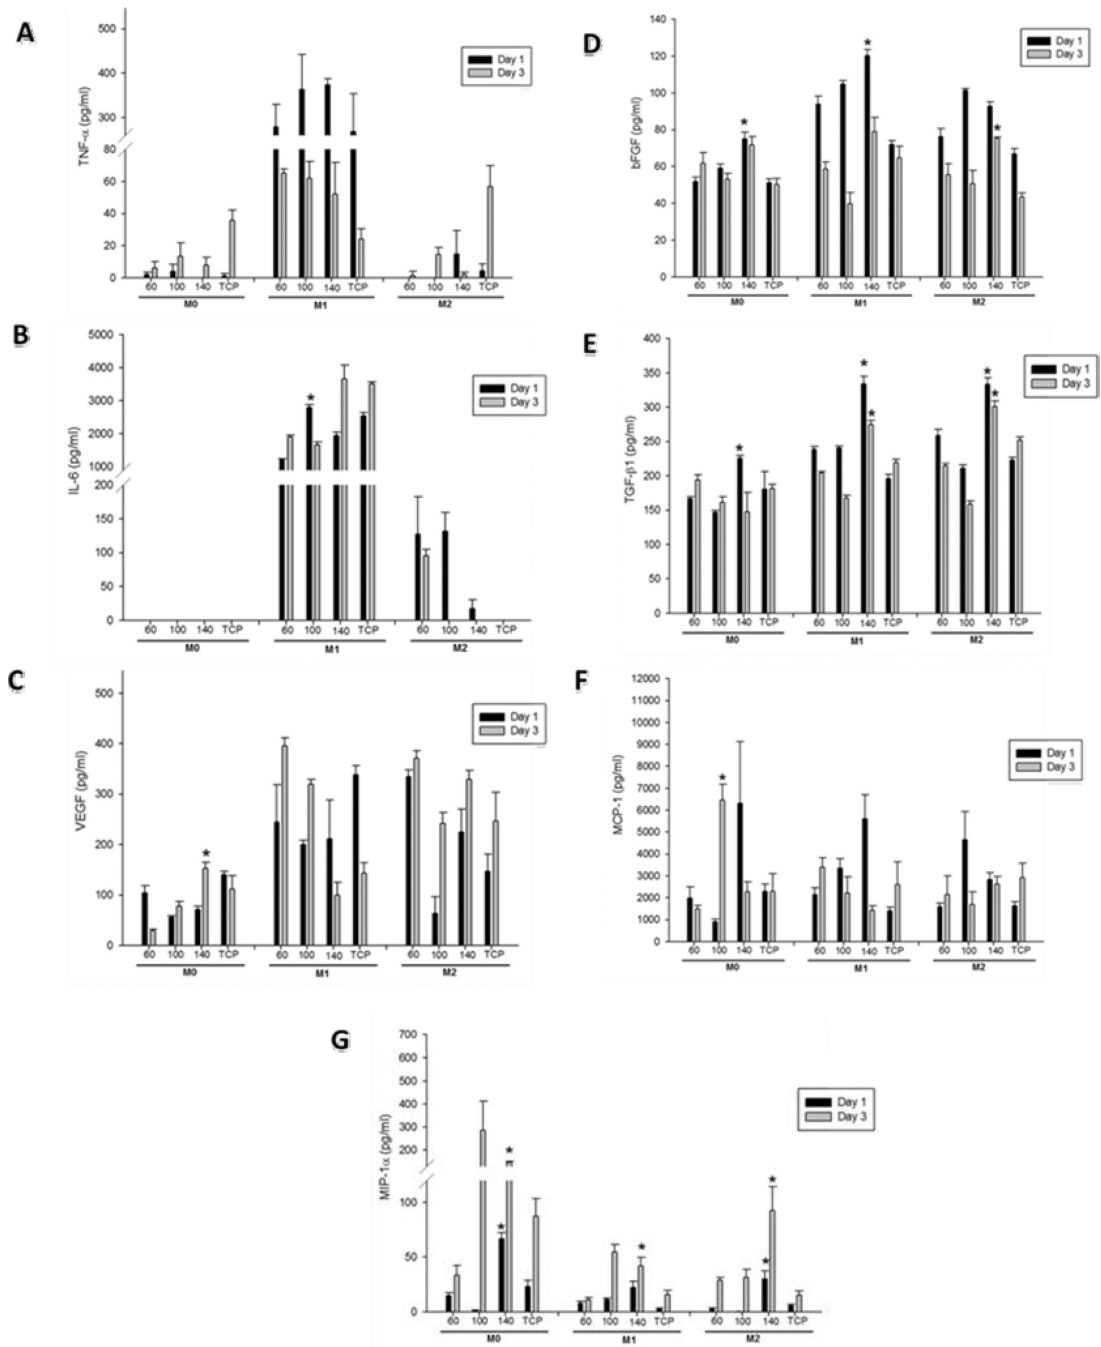 A
TNF-α (pg/ml)
500
400
300
80
60
40
20
0
Day 1
Day 3
60 100 140 TCP 60 100 140 TCP 60 100 140 TCP
M0 M1 M2
D
bFGF (pg/ml)
140
120
100
80
60
40
20
0
Day 1
Day 3
* * *
60 100 140 TCP 60 100 140 TCP 60 100 140 TCP
M0 M1 M2
B
IL-6 (pg/ml)
5000
4000
3000
2000
1000
200
150
100
50
0
Day 1
Day 3
*
60 100 140 TCP 60 100 140 TCP 60 100 140 TCP
M0 M1 M2
E
TGF-β1 (pg/ml)
400
350
300
250
200
150
100
50
0
Day 1
Day 3
* * * * *
60 100 140 TCP 60 100 140 TCP 60 100 140 TCP
M0 M1 M2
C
VEGF (pg/ml)
500
400
300
200
100
0
Day 1
Day 3
*
60 100 140 TCP 60 100 140 TCP 60 100 140 TCP
M0 M1 M2
F
MCP-1 (pg/ml)
12000
11000
10000
9000
8000
7000
6000
5000
4000
3000
2000
1000
0
Day 1
Day 3
*
60 100 140 TCP 60 100 140 TCP 60 100 140 TCP
M0 M1 M2
G
MIP-1α (pg/ml)
700
600
500
400
300
200
100
50
0
Day 1
Day 3
* * * * *
60 100 140 TCP 60 100 140 TCP 60 100 140 TCP
M0 M1 M2